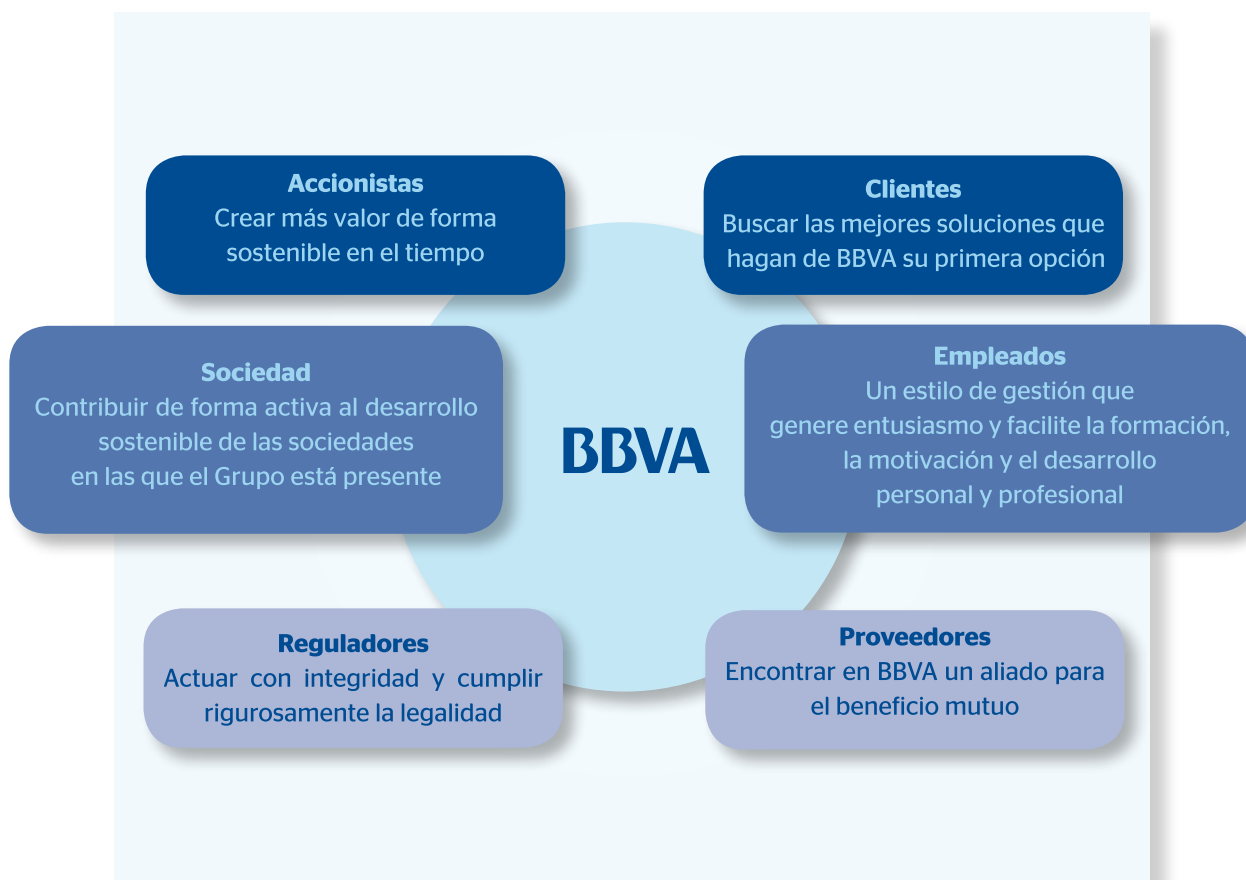 Accionistas
Crear más valor de forma
sostenible en el tiempo
Clientes
Buscar las mejores soluciones que
hagan de BBVA su primera opción
Sociedad
Contribuir de forma activa al desarrollo
sostenible de las sociedades
en las que el Grupo está presente
BBVA
Empleados
Un estilo de gestión que
genere entusiasmo y facilite la formación,
la motivación y el desarrollo
personal y profesional
Reguladores
Actuar con integridad y cumplir
rigurosamente la legalidad
Proveedores
Encontrar en BBVA un aliado para
el beneficio mutuo